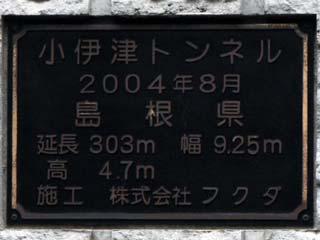 小伊津トンネル
2004年8月
島根県
延長 303m 幅 9.25m
高 4.7m
施工 株式会社フクダ